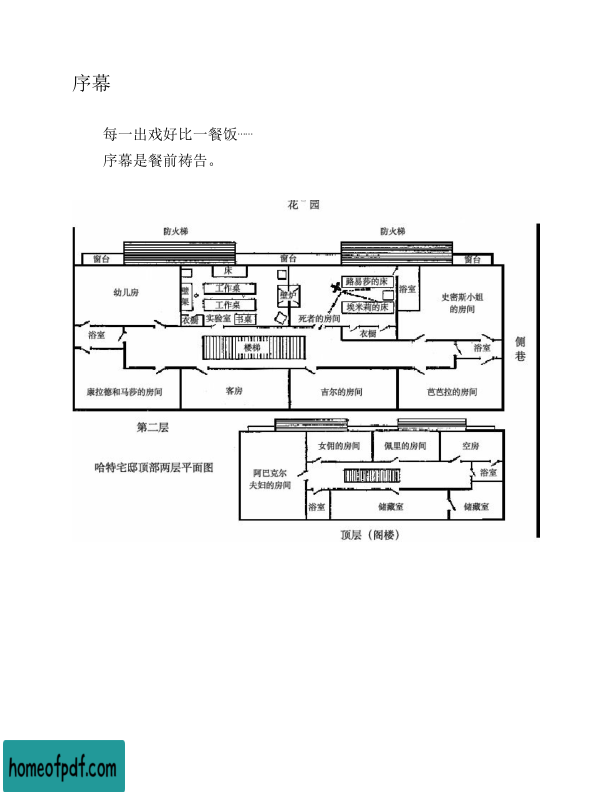 序幕
每一出戏好比一餐饭……
序幕是餐前祷告。
花园
防火梯
防火梯
窗台
窗台
窗台
幼儿房
床
工作桌
工作桌
壁架
壁炉
衣橱
实验室
书桌
路易莎的床
埃米莉的床
死者的房间
衣橱
浴室
史密斯小姐
的房间
浴室
楼梯
浴室
侧巷
康拉德和马莎的房间
客房
吉尔的房间
芭芭拉的房间
第二层
哈特宅邸顶部两层平面图
女佣的房间
佩里的房间
空房
阿巴克尔
夫妇的房间
浴室
浴室
储藏室
储藏室
顶层（阁楼）
homeofpdf.com